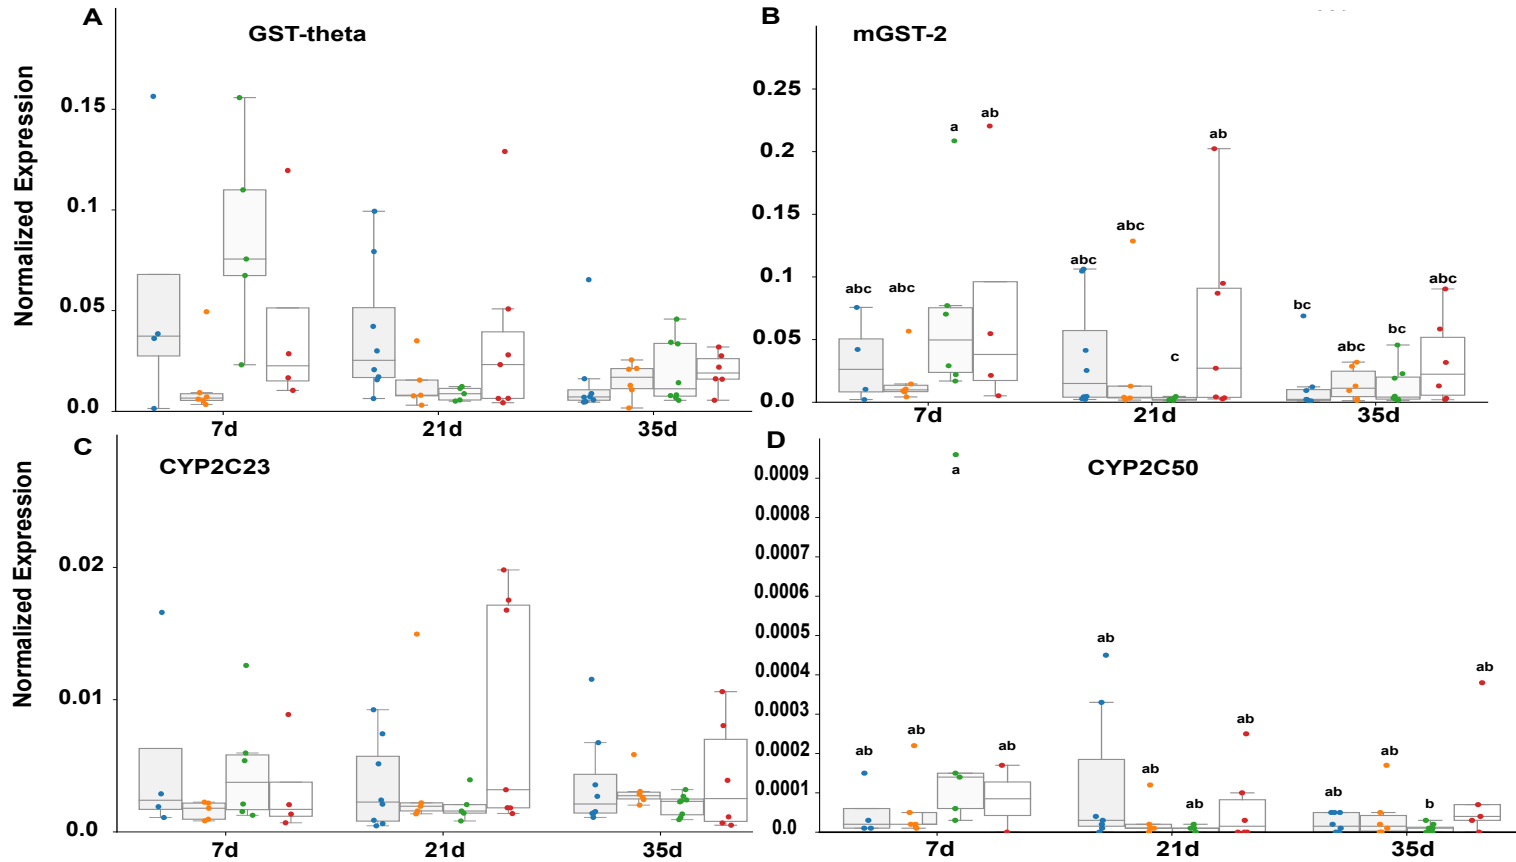 A
GST-theta
Normalized Expression
0.15
0.1
0.05
0.0
7d
21d
35d
B
mGST-2
0.25
0.2
0.15
0.1
0.05
0.0
abc
abc
a
ab
abc
abc
c
ab
bc
abc
bc
abc
7d
21d
35d
C
CYP2C23
Normalized Expression
0.02
0.01
0.0
7d
21d
35d
D
CYP2C50
0.0009
0.0008
0.0007
0.0006
0.0005
0.0004
0.0003
0.0002
0.0001
0.0
ab
ab
a
ab
ab
ab
ab
ab
ab
ab
b
ab
7d
21d
35d